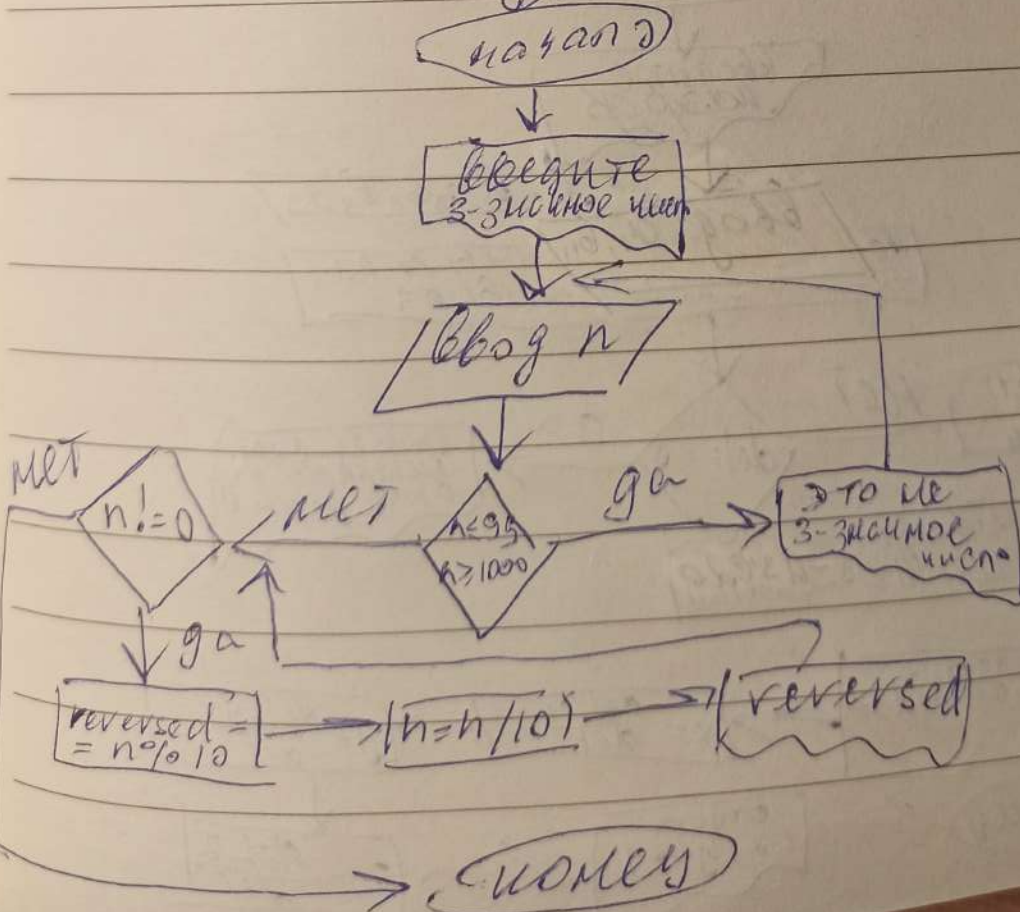 начало
Введите
3-значное число
Ввод n
нет
n!=0
нет
n≤99
n≥1000
да
Это не
3-значное
число
да
reversed =
= n%10
n=n/10
reversed
конец